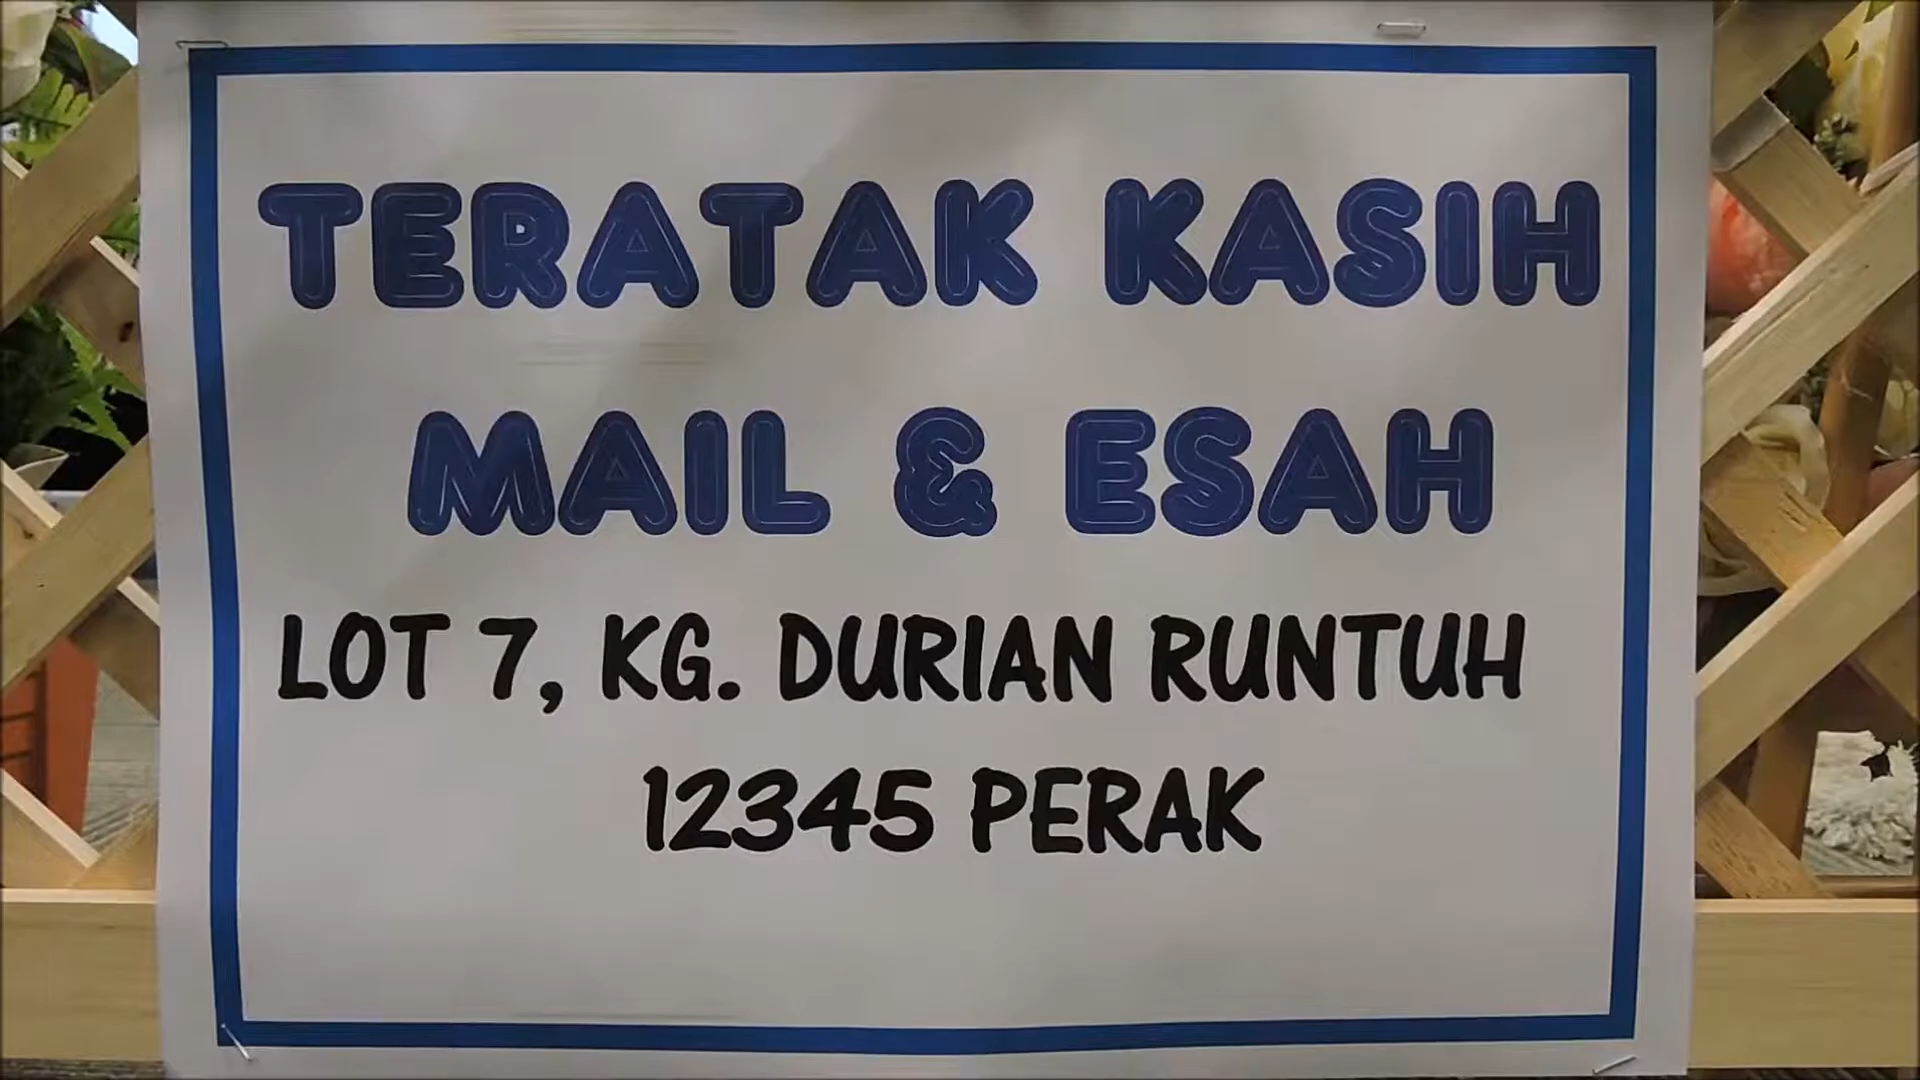 TERATAK KASIH
MAIL & ESAH
LOT 7, KG. DURIAN RUNTUH
12345 PERAK